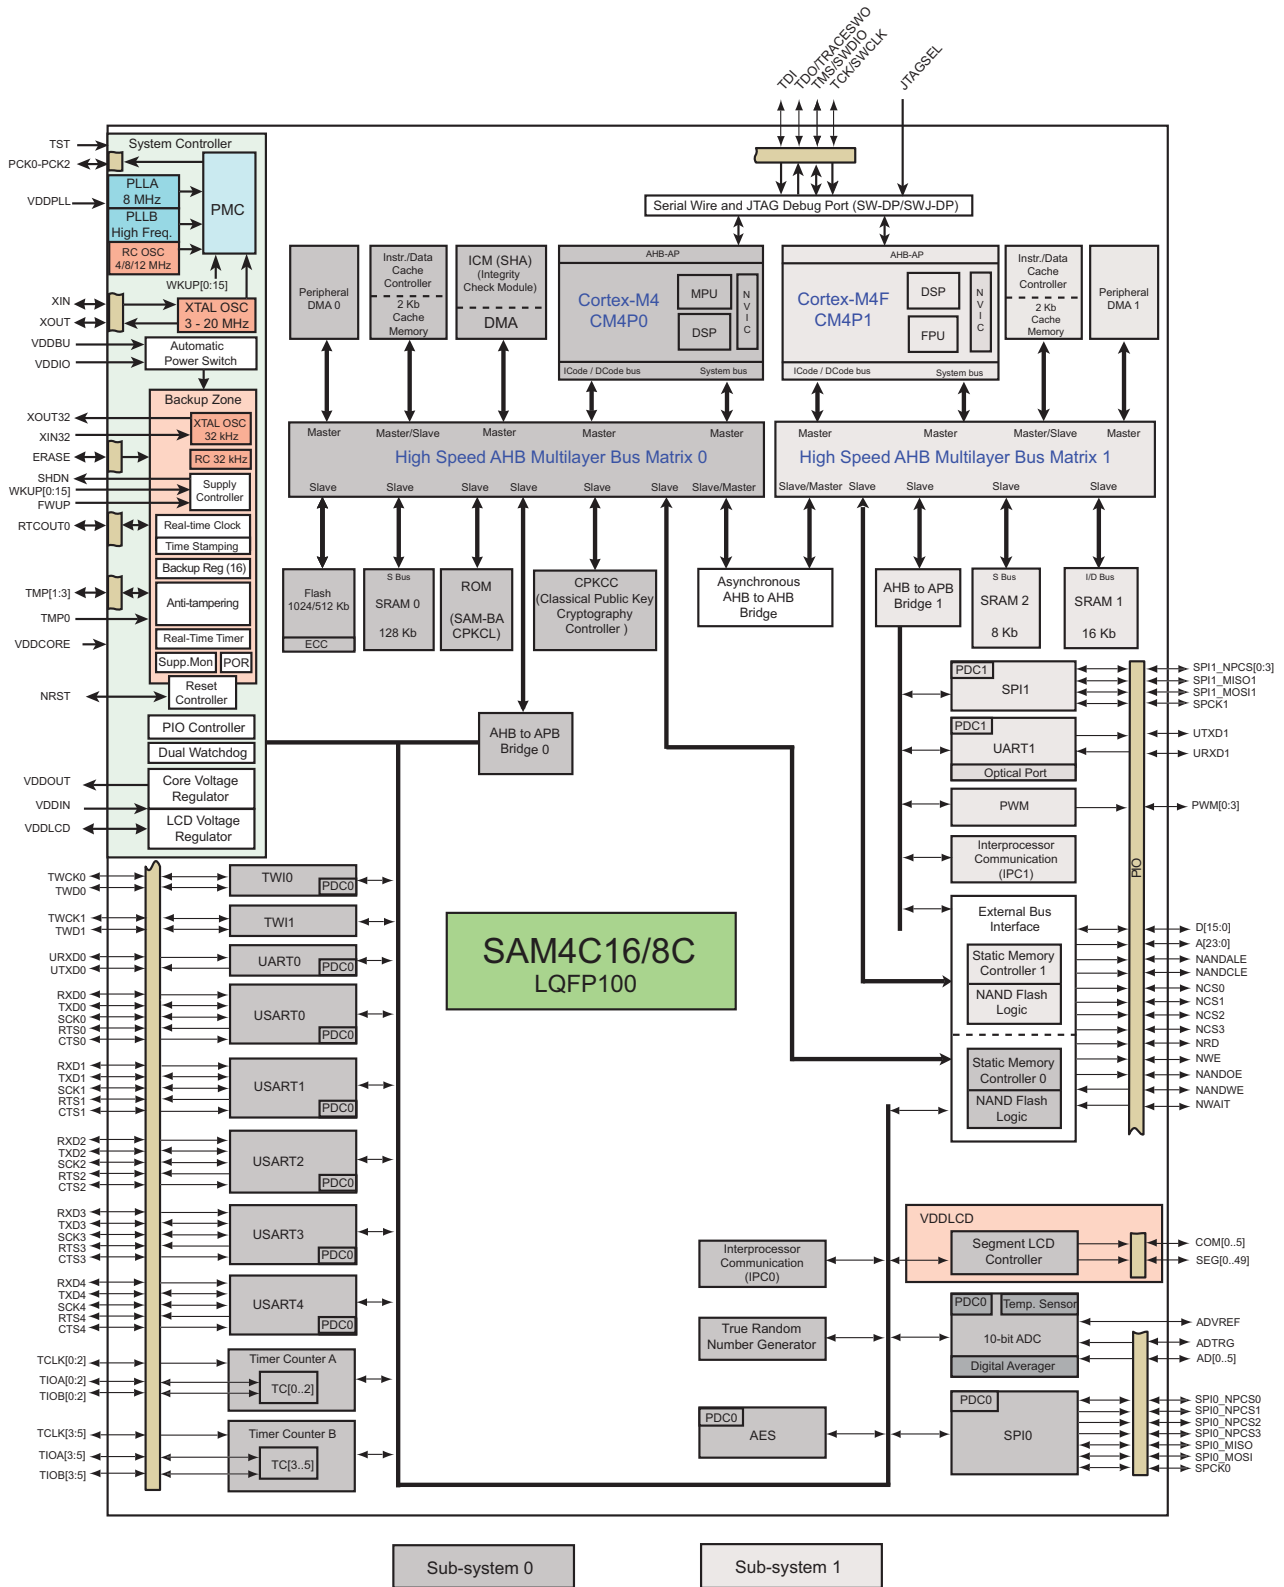 TDI
TDO/TRACESWO
TMS/SWDIO
TCK/SWCLK
JTAGSEL
TST
PCK0-PCK2
VDDPLL
XIN
XOUT
VDDBU
VDDIO
XOUT32
XIN32
ERASE
SHDN
WKUP[0:15]
FWUP
RTCOUT0
TMP[1:3]
TMP0
VDDCORE
NRST
VDDOUT
VDDIN
VDDLCD
System Controller
PLLA
8 MHz
PLLB
High Freq.
RC OSC
4/8/12 MHz
PMC
WKUP[0:15]
XTAL OSC
3 - 20 MHz
Automatic
Power Switch
Backup Zone
XTAL OSC
32 kHz
RC 32 kHz
Supply
Controller
Real-time Clock
Time Stamping
Backup Reg (16)
Anti-tampering
Real-Time Timer
Supp.Mon
POR
Reset
Controller
PIO Controller
Dual Watchdog
Core Voltage
Regulator
LCD Voltage
Regulator
Serial Wire and JTAG Debug Port (SW-DP/SWJ-DP)
Peripheral
DMA 0
Instr./Data
Cache
Controller
2 Kb
Cache
Memory
ICM (SHA)
(Integrity
Check Module)
DMA
AHB-AP
Cortex-M4
CM4P0
MPU
DSP
N
V
I
C
ICode / DCode bus
System bus
AHB-AP
Cortex-M4F
CM4P1
DSP
FPU
N
V
I
C
ICode / DCode bus
System bus
Instr./Data
Cache
Controller
2 Kb
Cache
Memory
Peripheral
DMA 1
Master
Master/Slave
Master
Master
Master
High Speed AHB Multilayer Bus Matrix 0
Slave
Slave
Slave
Slave
Slave
Slave
Slave/Master
Master
Master
Master/Slave
Master
High Speed AHB Multilayer Bus Matrix 1
Slave/Master
Slave
Slave
Slave
Slave
Flash
1024/512 Kb
ECC
S Bus
SRAM 0
128 Kb
ROM
(SAM-BA
CPKCL)
CPKCC
(Classical Public Key
Cryptography
Controller )
Asynchronous
AHB to AHB
Bridge
AHB to APB
Bridge 1
S Bus
SRAM 2
8 Kb
I/D Bus
SRAM 1
16 Kb
AHB to APB
Bridge 0
PDC1
SPI1
PDC1
UART1
Optical Port
PWM
Interprocessor
Communication
(IPC1)
External Bus
Interface
Static Memory
Controller 1
NAND Flash
Logic
Static Memory
Controller 0
NAND Flash
Logic
PIO
SPI1_NPCS[0:3]
SPI1_MISO1
SPI1_MOSI1
SPCK1
UTXD1
URXD1
PWM[0:3]
D[15:0]
A[23:0]
NANDALE
NANDCLE
NCS0
NCS1
NCS2
NCS3
NRD
NWE
NANDOE
NANDWE
NWAIT
TWCK0
TWD0
TWCK1
TWD1
URXD0
UTXD0
RXD0
TXD0
SCK0
RTS0
CTS0
RXD1
TXD1
SCK1
RTS1
CTS1
RXD2
TXD2
SCK2
RTS2
CTS2
RXD3
TXD3
SCK3
RTS3
CTS3
RXD4
TXD4
SCK4
RTS4
CTS4
TCLK[0:2]
TIOA[0:2]
TIOB[0:2]
TCLK[3:5]
TIOA[3:5]
TIOB[3:5]
TWI0
PDC0
TWI1
UART0
PDC0
USART0
PDC0
USART1
PDC0
USART2
PDC0
USART3
PDC0
USART4
PDC0
Timer Counter A
TC[0..2]
Timer Counter B
TC[3..5]
SAM4C16/8C
LQFP100
Interprocessor
Communication
(IPC0)
True Random
Number Generator
PDC0
AES
VDDLCD
Segment LCD
Controller
PDC0
Temp. Sensor
10-bit ADC
Digital Averager
PDC0
SPI0
COM[0..5]
SEG[0..49]
ADVREF
ADTRG
AD[0..5]
SPI0_NPCS0
SPI0_NPCS1
SPI0_NPCS2
SPI0_NPCS3
SPI0_MISO
SPI0_MOSI
SPCK0
Sub-system 0
Sub-system 1